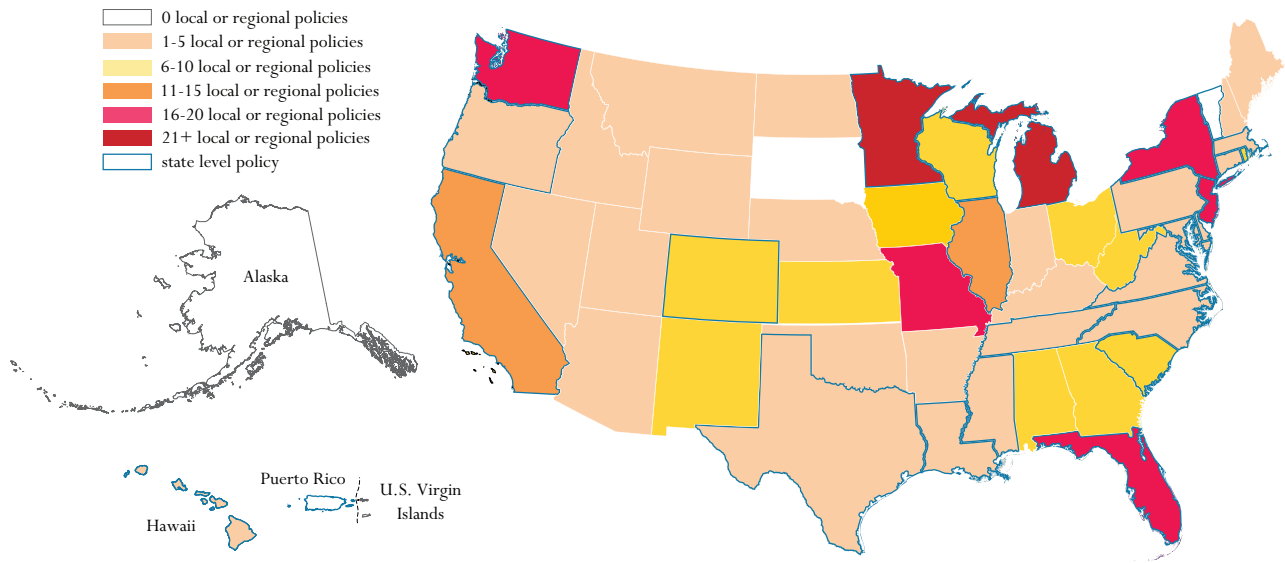 0 local or regional policies
1-5 local or regional policies
6-10 local or regional policies
11-15 local or regional policies
16-20 local or regional policies
21+ local or regional policies
state level policy
Alaska
Puerto Rico
U.S. Virgin
Islands
Hawaii